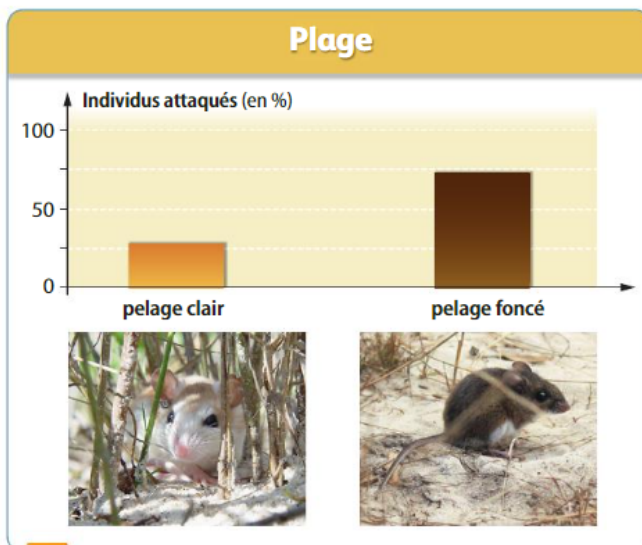 Plage
Individus attaqués (en %)
100
50
0
pelage clair
pelage foncé